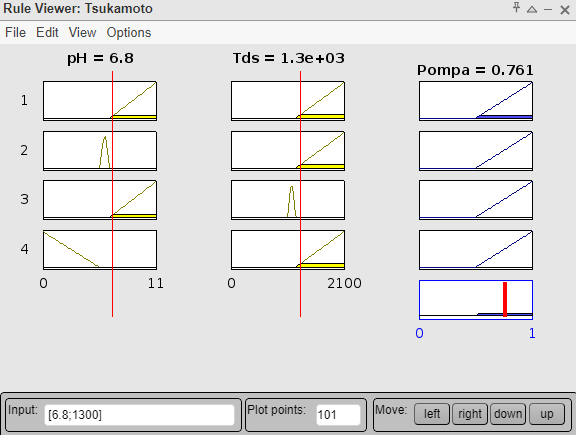 Rule Viewer: Tsukamoto
File Edit View Options
pH = 6.8
Tds = 1.3e+03
Pompa = 0.761
1
2
3
4
0 11
0 2100
0 1
Input: [6.8;1300]
Plot points: 101
Move: left right down up